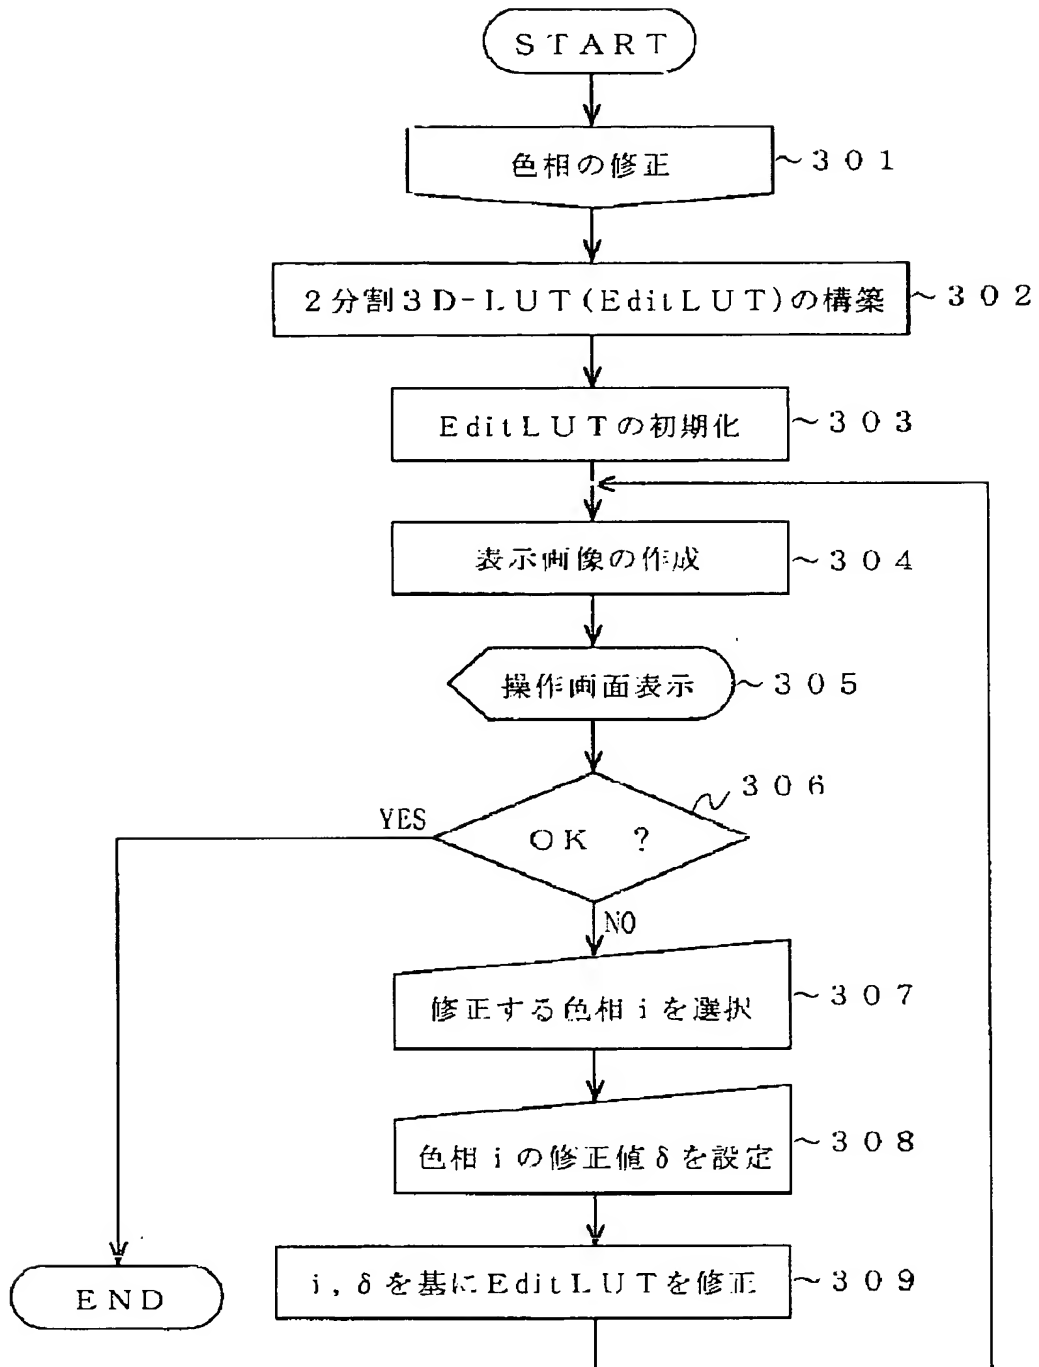 START
色相の修正
~301
2分割3D-LUT(EditLUT)の構築
~302
EditLUTの初期化
~303
表示画像の作成
~304
操作画面表示
~305
306
OK ?
YES
NO
修正する色相iを選択
~307
色相iの修正値δを設定
~308
i,δを基にEditLUTを修正
~309
END